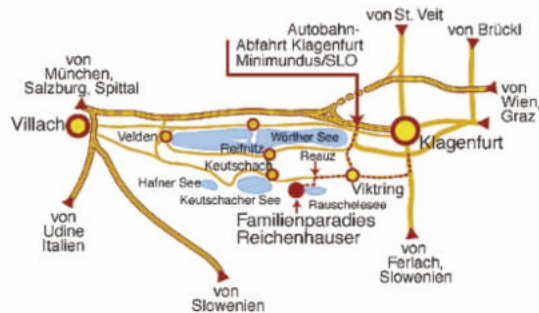 von St. Veit
von Brückl
Autobahn-
Abfahrt Klagenfurt
Minimundus/SLO
von
München,
Salzburg, Spittal
von
Wien,
Graz
Villach
Velden
Wörther See
Klagenfurt
Reifnitz
Keutschach
Reauz
Hafner See
Keutschacher See
Viktring
Rauschelesee
Familienparadies
Reichenhauser
von
Udine
Italien
von
Ferlach,
Slowenien
von
Slowenien